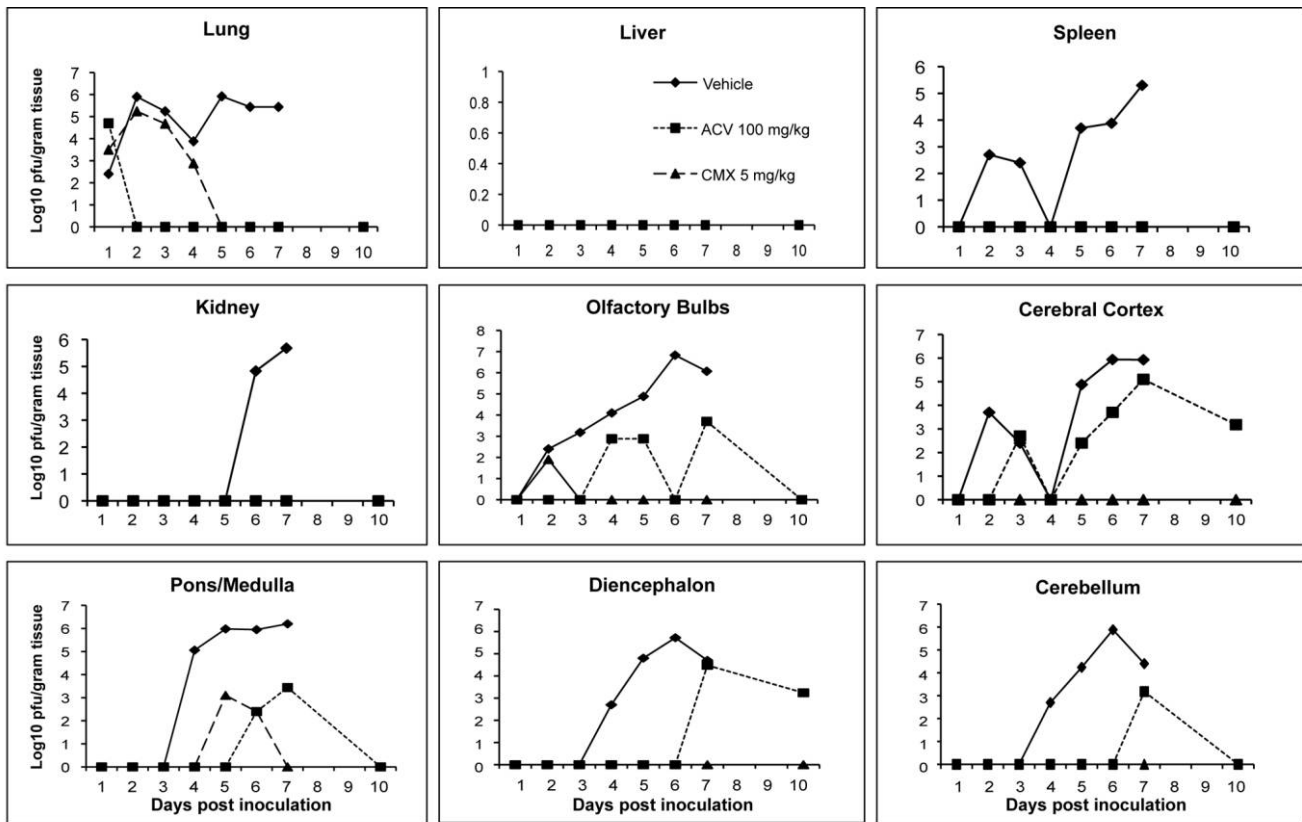 Lung
Log10 pfu/gram tissue
7
6
5
4
3
2
1
0
1 2 3 4 5 6 7 8 9 10
Liver
1
0.8
0.6
0.4
0.2
0
Vehicle
ACV 100 mg/kg
CMX 5 mg/kg
1 2 3 4 5 6 7 8 9 10
Spleen
6
5
4
3
2
1
0
1 2 3 4 5 6 7 8 9 10
Kidney
Log10 pfu/gram tissue
6
5
4
3
2
1
0
1 2 3 4 5 6 7 8 9 10
Olfactory Bulbs
8
7
6
5
4
3
2
1
0
1 2 3 4 5 6 7 8 9 10
Cerebral Cortex
7
6
5
4
3
2
1
0
1 2 3 4 5 6 7 8 9 10
Pons/Medulla
Log10 pfu/gram tissue
7
6
5
4
3
2
1
0
1 2 3 4 5 6 7 8 9 10
Days post inoculation
Diencephalon
7
6
5
4
3
2
1
0
1 2 3 4 5 6 7 8 9 10
Days post inoculation
Cerebellum
7
6
5
4
3
2
1
0
1 2 3 4 5 6 7 8 9 10
Days post inoculation